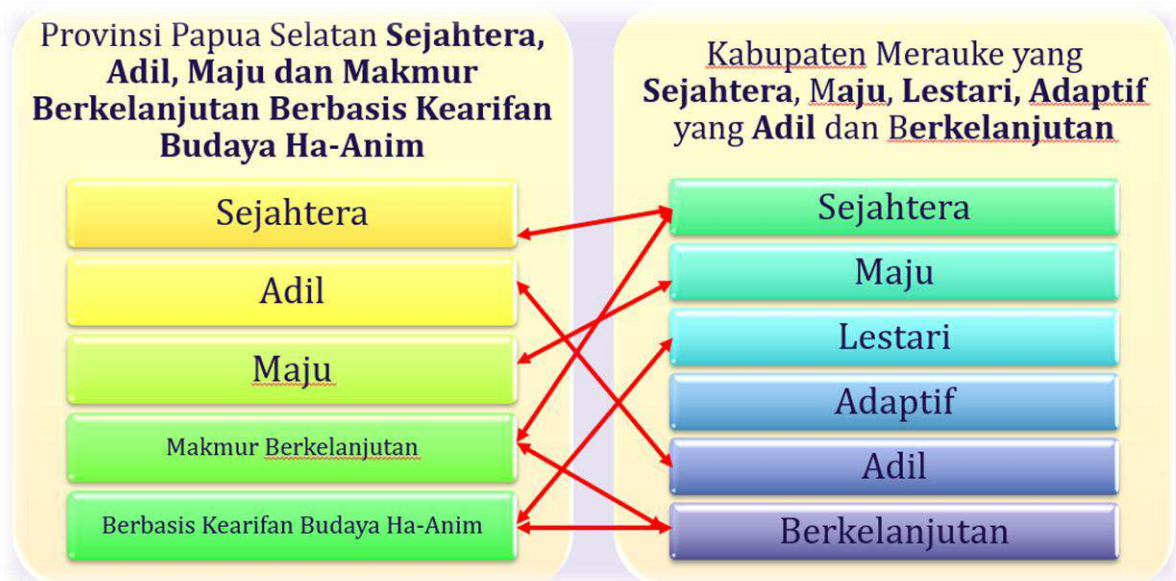 Provinsi Papua Selatan Sejahtera,
Adil, Maju dan Makmur
Berkelanjutan Berbasis Kearifan
Budaya Ha-Anim
Sejahtera
Adil
Maju
Makmur Berkelanjutan
Berbasis Kearifan Budaya Ha-Anim
Kabupaten Merauke yang
Sejahtera, Maju, Lestari, Adaptif
yang Adil dan Berkelanjutan
Sejahtera
Maju
Lestari
Adaptif
Adil
Berkelanjutan